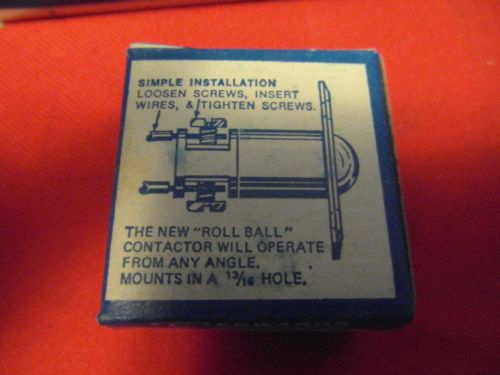 SIMPLE INSTALLATION
LOOSEN SCREWS, INSERT
WIRES, & TIGHTEN SCREWS.
THE NEW "ROLL BALL"
CONTACTOR WILL OPERATE
FROM ANY ANGLE.
MOUNTS IN A 13/16 HOLE.
EDWARDS